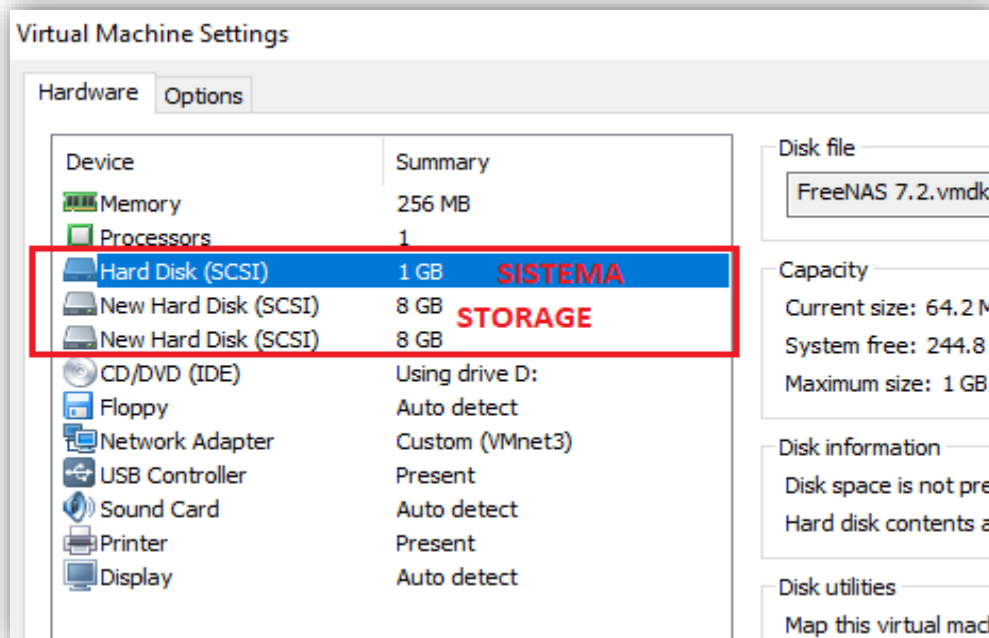 Virtual Machine Settings
Hardware Options
Device Summary
Memory 256 MB
Processors 1
Hard Disk (SCSI) 1 GB SISTEMA
New Hard Disk (SCSI) 8 GB STORAGE
New Hard Disk (SCSI) 8 GB
CD/DVD (IDE) Using drive D:
Floppy Auto detect
Network Adapter Custom (VMnet3)
USB Controller Present
Sound Card Auto detect
Printer Present
Display Auto detect
Disk file
FreeNAS 7.2.vmdk
Capacity
Current size: 64.2 M
System free: 244.8
Maximum size: 1 GB
Disk information
Disk space is not pre
Hard disk contents a
Disk utilities
Map this virtual mac